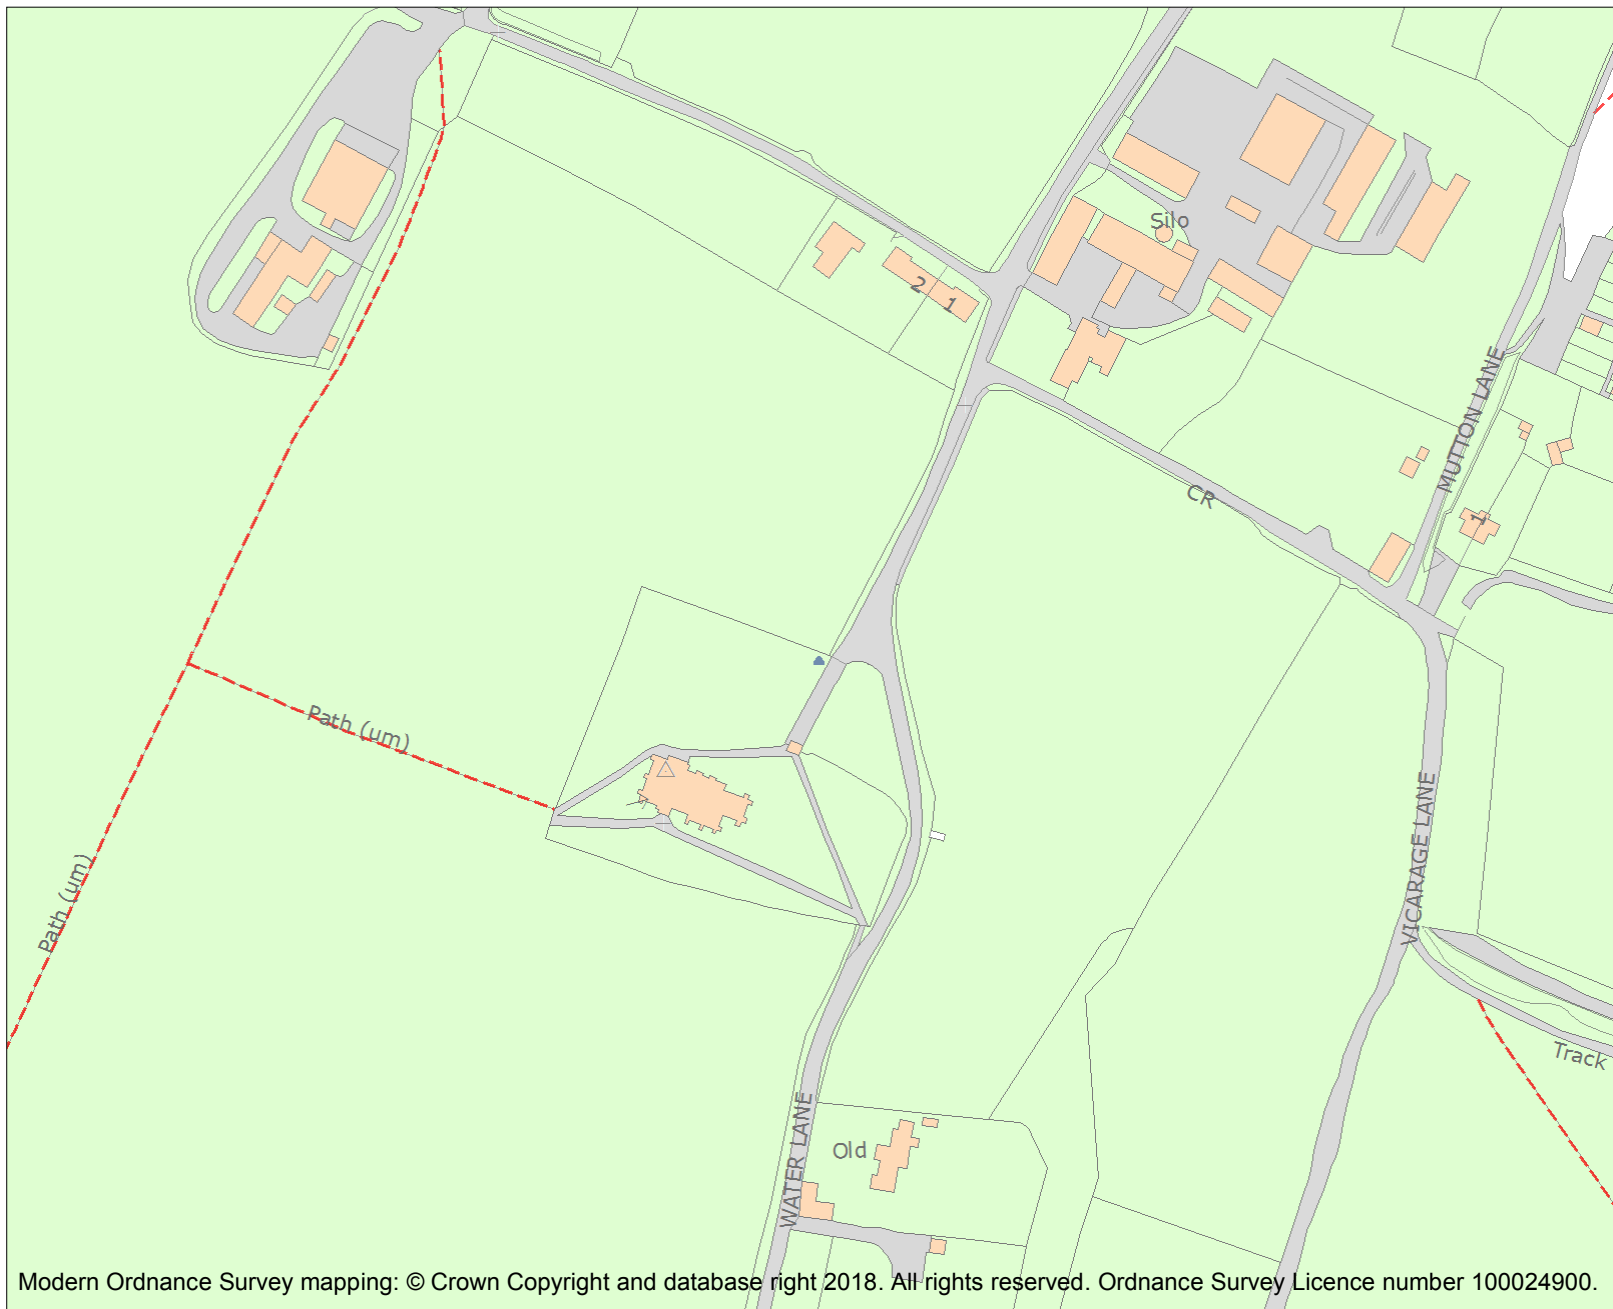 Silo
2
1
MUTTON LANE
CR
1
Path (um)
Path (um)
VICARAGE LANE
Track
WATER LANE
Old
Modern Ordnance Survey mapping: © Crown Copyright and database right 2018. All rights reserved. Ordnance Survey Licence number 100024900.